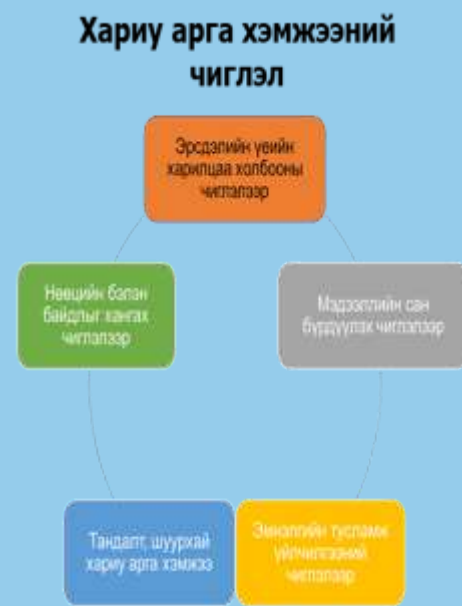 Хариу арга хэмжээний
чиглэл
Эрсдэлийн үеийн
харилцаа холбооны
чиглэлээр
Нөөцийн бэлэн
байдлыг хангах
чиглэлээр
Мэдээллийн сан
бүрдүүлэх чиглэлээр
Тандалт, шуурхай
хариу арга хэмжээ
Эмнэлгийн тусламж
үйлчилгээний
чиглэлээр